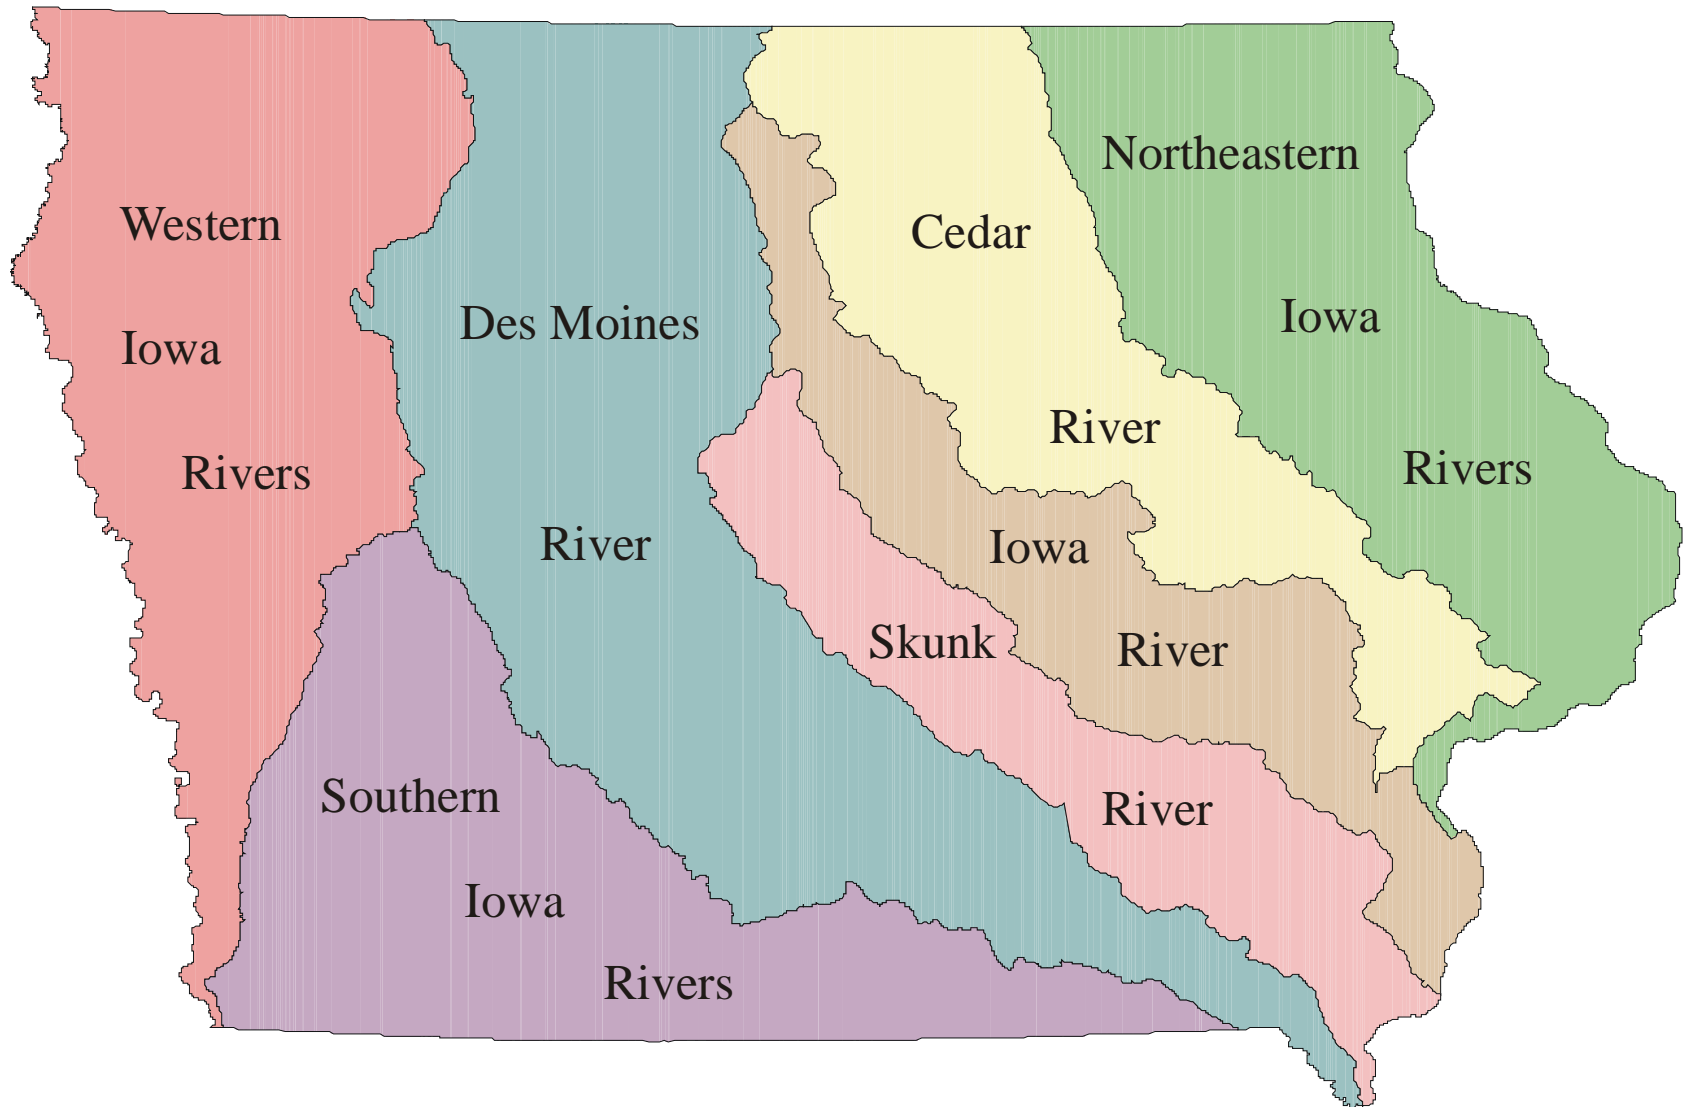 Western
Iowa
Rivers
Des Moines
River
Southern
Iowa
Rivers
Skunk
River
Iowa
River
Cedar
River
Northeastern
Iowa
Rivers